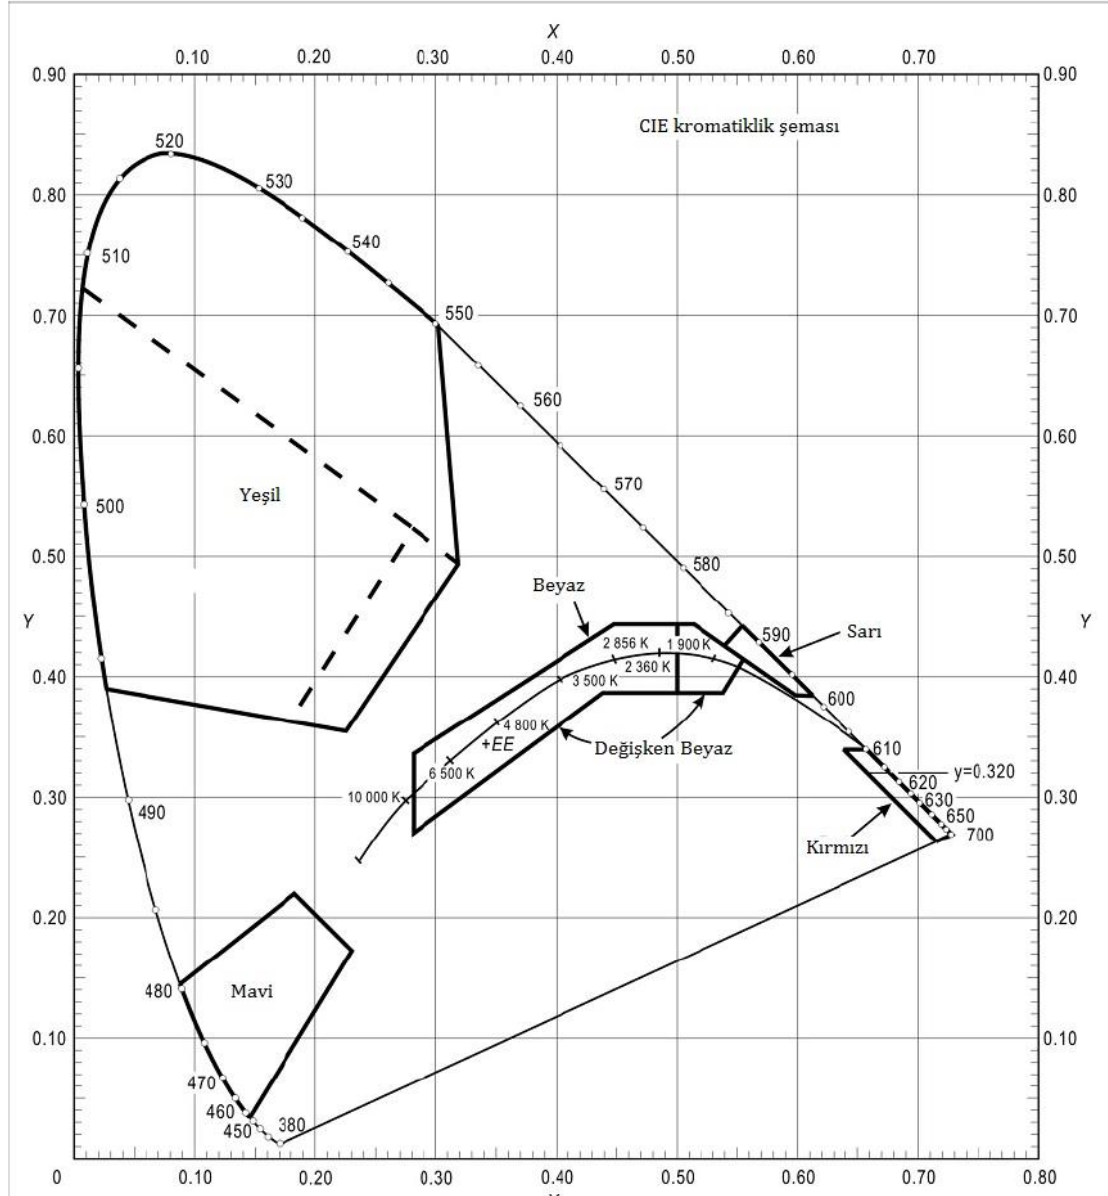 X
0.10 0.20 0.30 0.40 0.50 0.60 0.70
0.90 0.90
CIE kromatiklik şeması
520
0.80 530 0.80
540
510
0.70 550 0.70
560
0.60 0.60
570
Yeşil
500
0.50 580 0.50
Beyaz
Y 590 Sarı Y
2 856 K 1 900 K
2 360 K
0.40 3 500 K 600 0.40
4 800 K
+EE Değişken Beyaz 610
6 500 K y=0.320
620
0.30 10 000 K 630 0.30
490 650
Kırmızı 700
0.20 0.20
480 Mavi
0.10 0.10
470
460
450 380
0 0.10 0.20 0.30 0.40 0.50 0.60 0.70 0.80